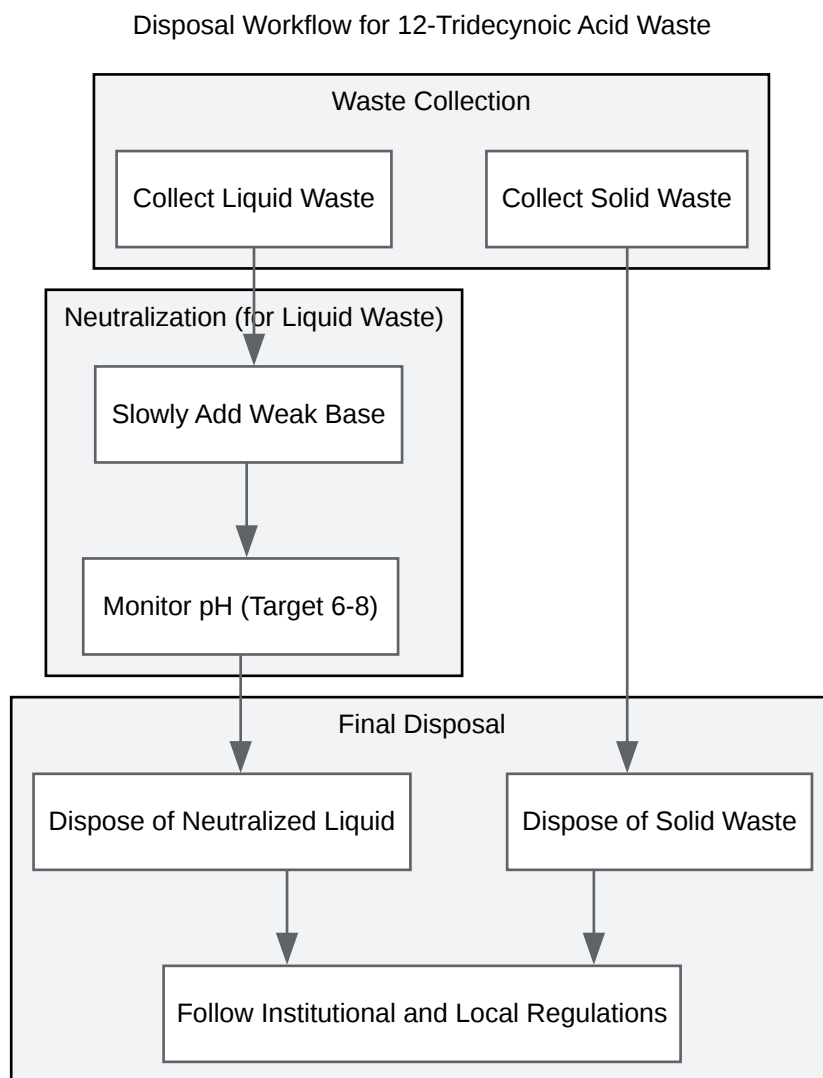 Disposal Workflow for 12-Tridecynoic Acid Waste
Waste Collection
Collect Liquid Waste
Collect Solid Waste
Neutralization (for Liquid Waste)
Slowly Add Weak Base
Monitor pH (Target 6-8)
Final Disposal
Dispose of Neutralized Liquid
Dispose of Solid Waste
Follow Institutional and Local Regulations